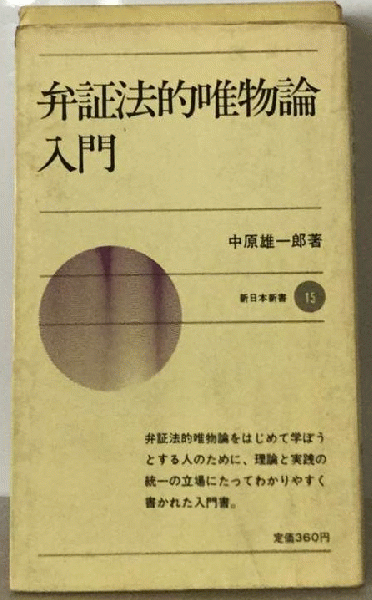 弁証法的唯物論
入門
中原雄一郎著
新日本新書 15
弁証法的唯物論をはじめて学ぼう
とする人のために、理論と実践の
統一の立場にたってわかりやすく
書かれた入門書。
定価360円